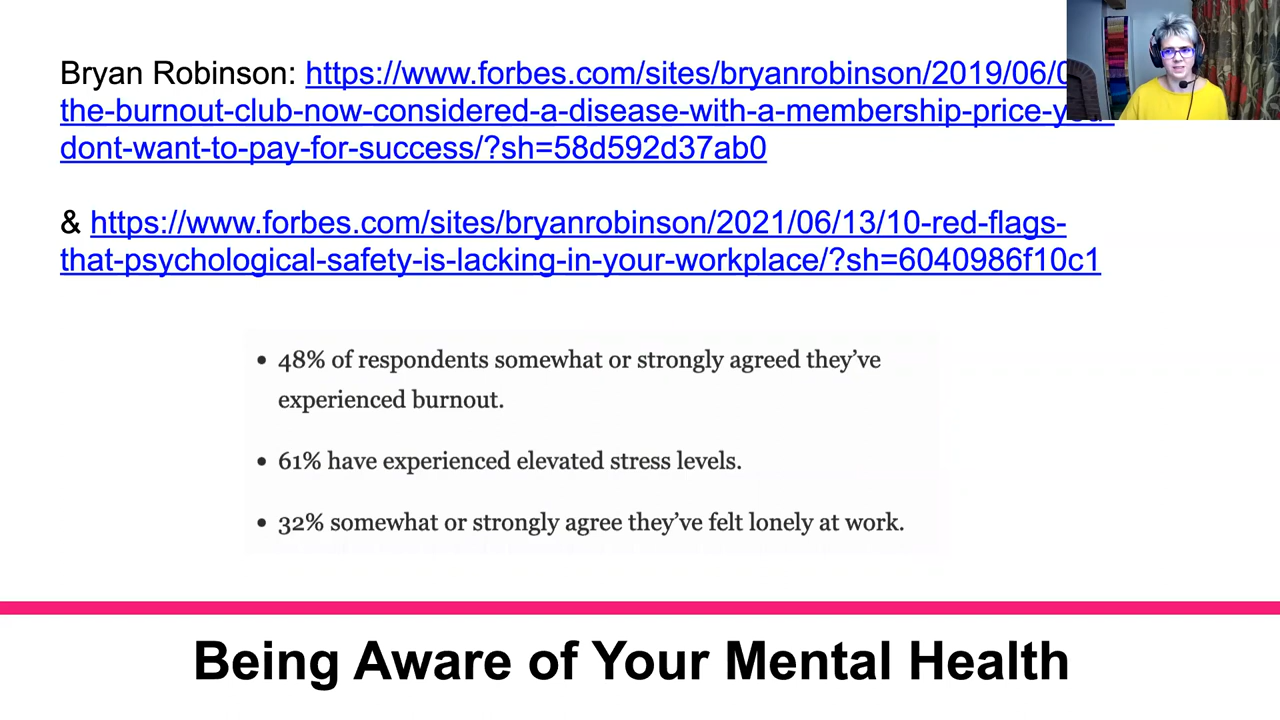 Bryan Robinson: https://www.forbes.com/sites/bryanrobinson/2019/06/
the-burnout-club-now-considered-a-disease-with-a-membership-price-you-
dont-want-to-pay-for-success/?sh=58d592d37ab0
& https://www.forbes.com/sites/bryanrobinson/2021/06/13/10-red-flags-
that-psychological-safety-is-lacking-in-your-workplace/?sh=6040986f10c1
• 48% of respondents somewhat or strongly agreed they’ve
experienced burnout.
• 61% have experienced elevated stress levels.
• 32% somewhat or strongly agree they’ve felt lonely at work.
Being Aware of Your Mental Health